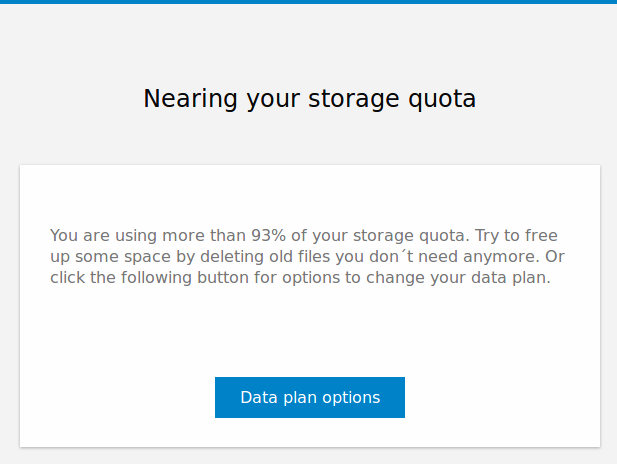 Nearing your storage quota
You are using more than 93% of your storage quota. Try to free
up some space by deleting old files you don´t need anymore. Or
click the following button for options to change your data plan.
Data plan options